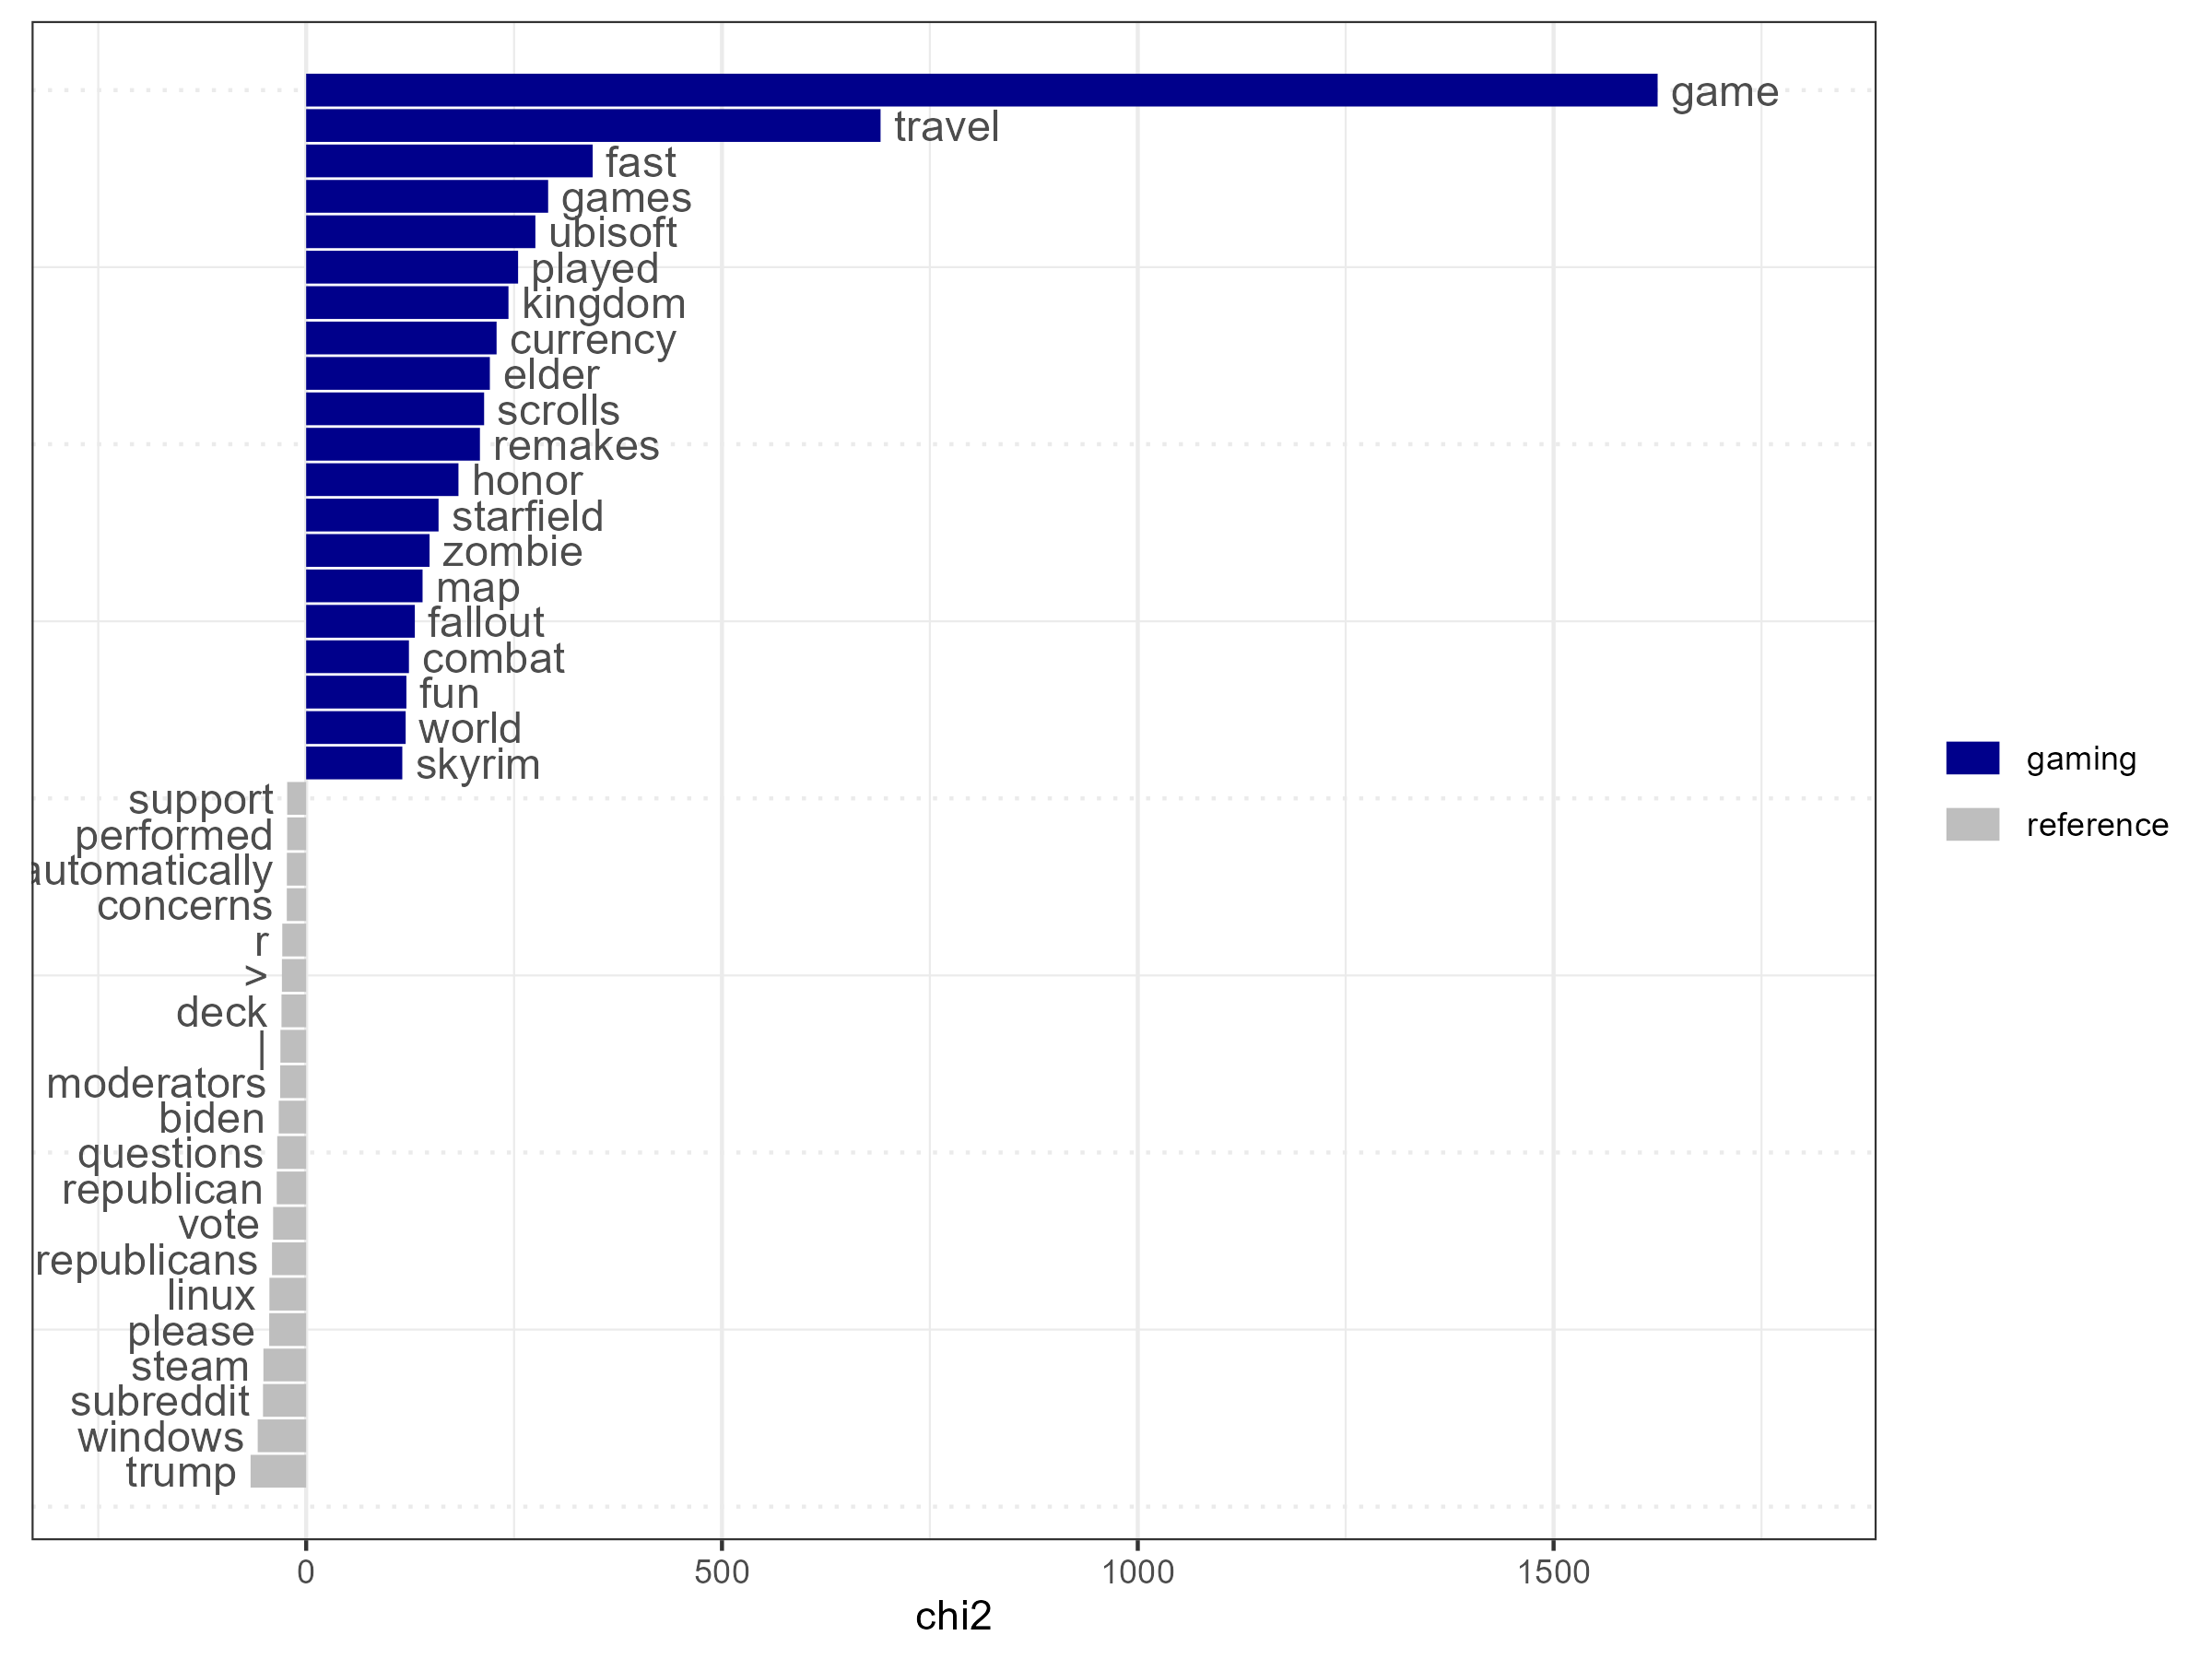 game
travel
fast
games
ubisoft
played
kingdom
currency
elder
scrolls
remakes
honor
starfield
zombie
map
fallout
combat
fun
world
skyrim
support
performed
automatically
concerns
r
>
deck
|
moderators
biden
questions
republican
vote
republicans
linux
please
steam
subreddit
windows
trump
gaming
reference
0 500 1000 1500
chi2